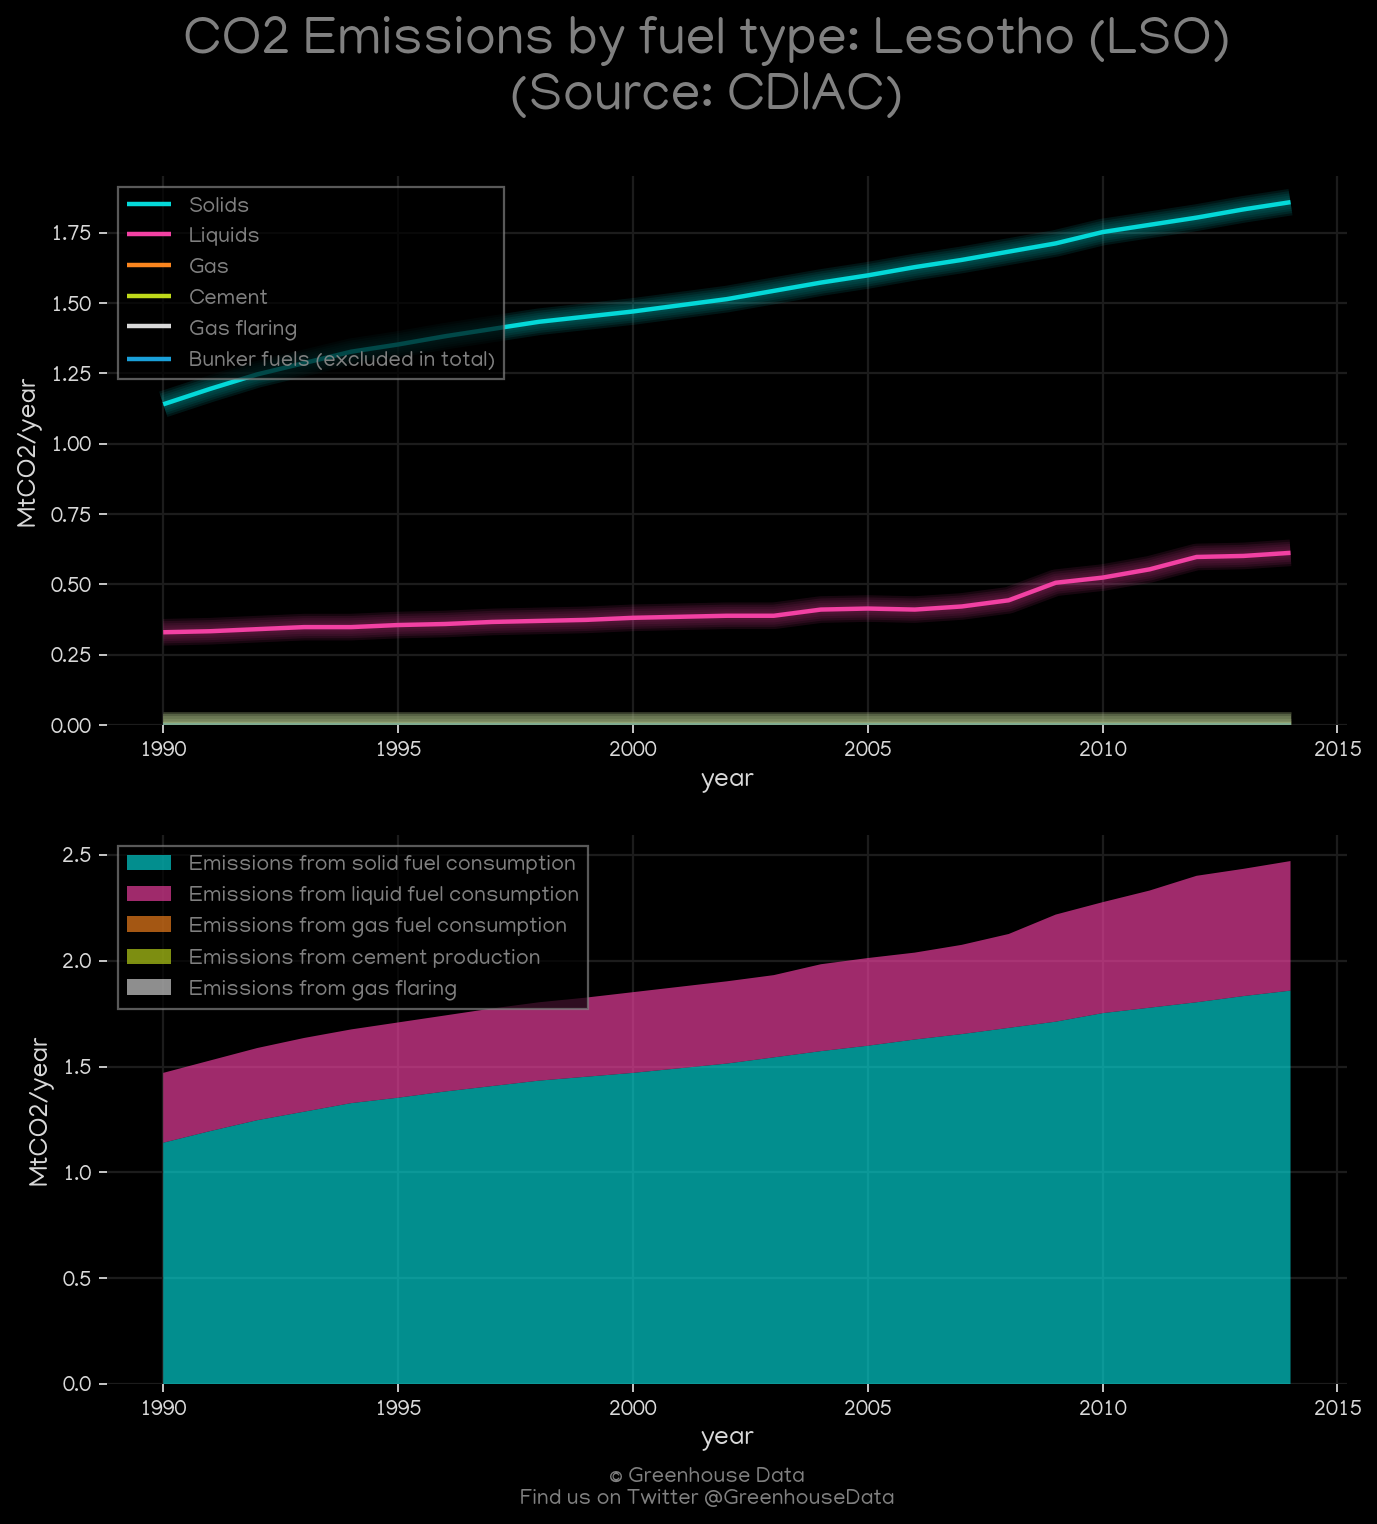 CO2 Emissions by fuel type: Lesotho (LSO)
(Source: CDIAC)
Solids
Liquids
Gas
Cement
Gas flaring
Bunker fuels (excluded in total)
MtCO2/year
1.75
1.50
1.25
1.00
0.75
0.50
0.25
0.00
1990 1995 2000 2005 2010 2015
year
Emissions from solid fuel consumption
Emissions from liquid fuel consumption
Emissions from gas fuel consumption
Emissions from cement production
Emissions from gas flaring
MtCO2/year
2.5
2.0
1.5
1.0
0.5
0.0
1990 1995 2000 2005 2010 2015
year
© Greenhouse Data
Find us on Twitter @GreenhouseData